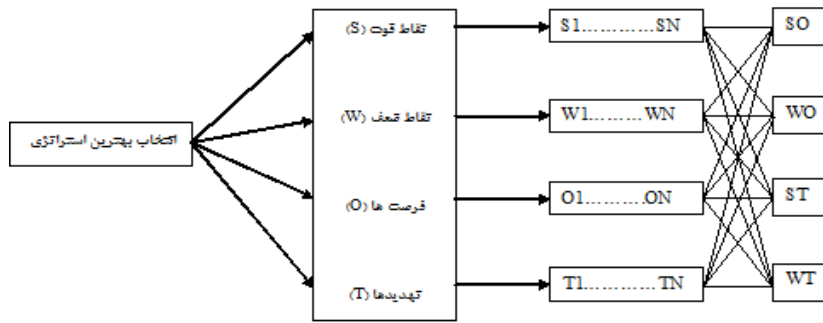 انتخاب بهترین استراتژی
نقاط قوت (S)
نقاط ضعف (W)
فرصت ها (O)
تهدیدها (T)
S1…………SN
W1………WN
O1……….ON
T1…………TN
SO
WO
ST
WT